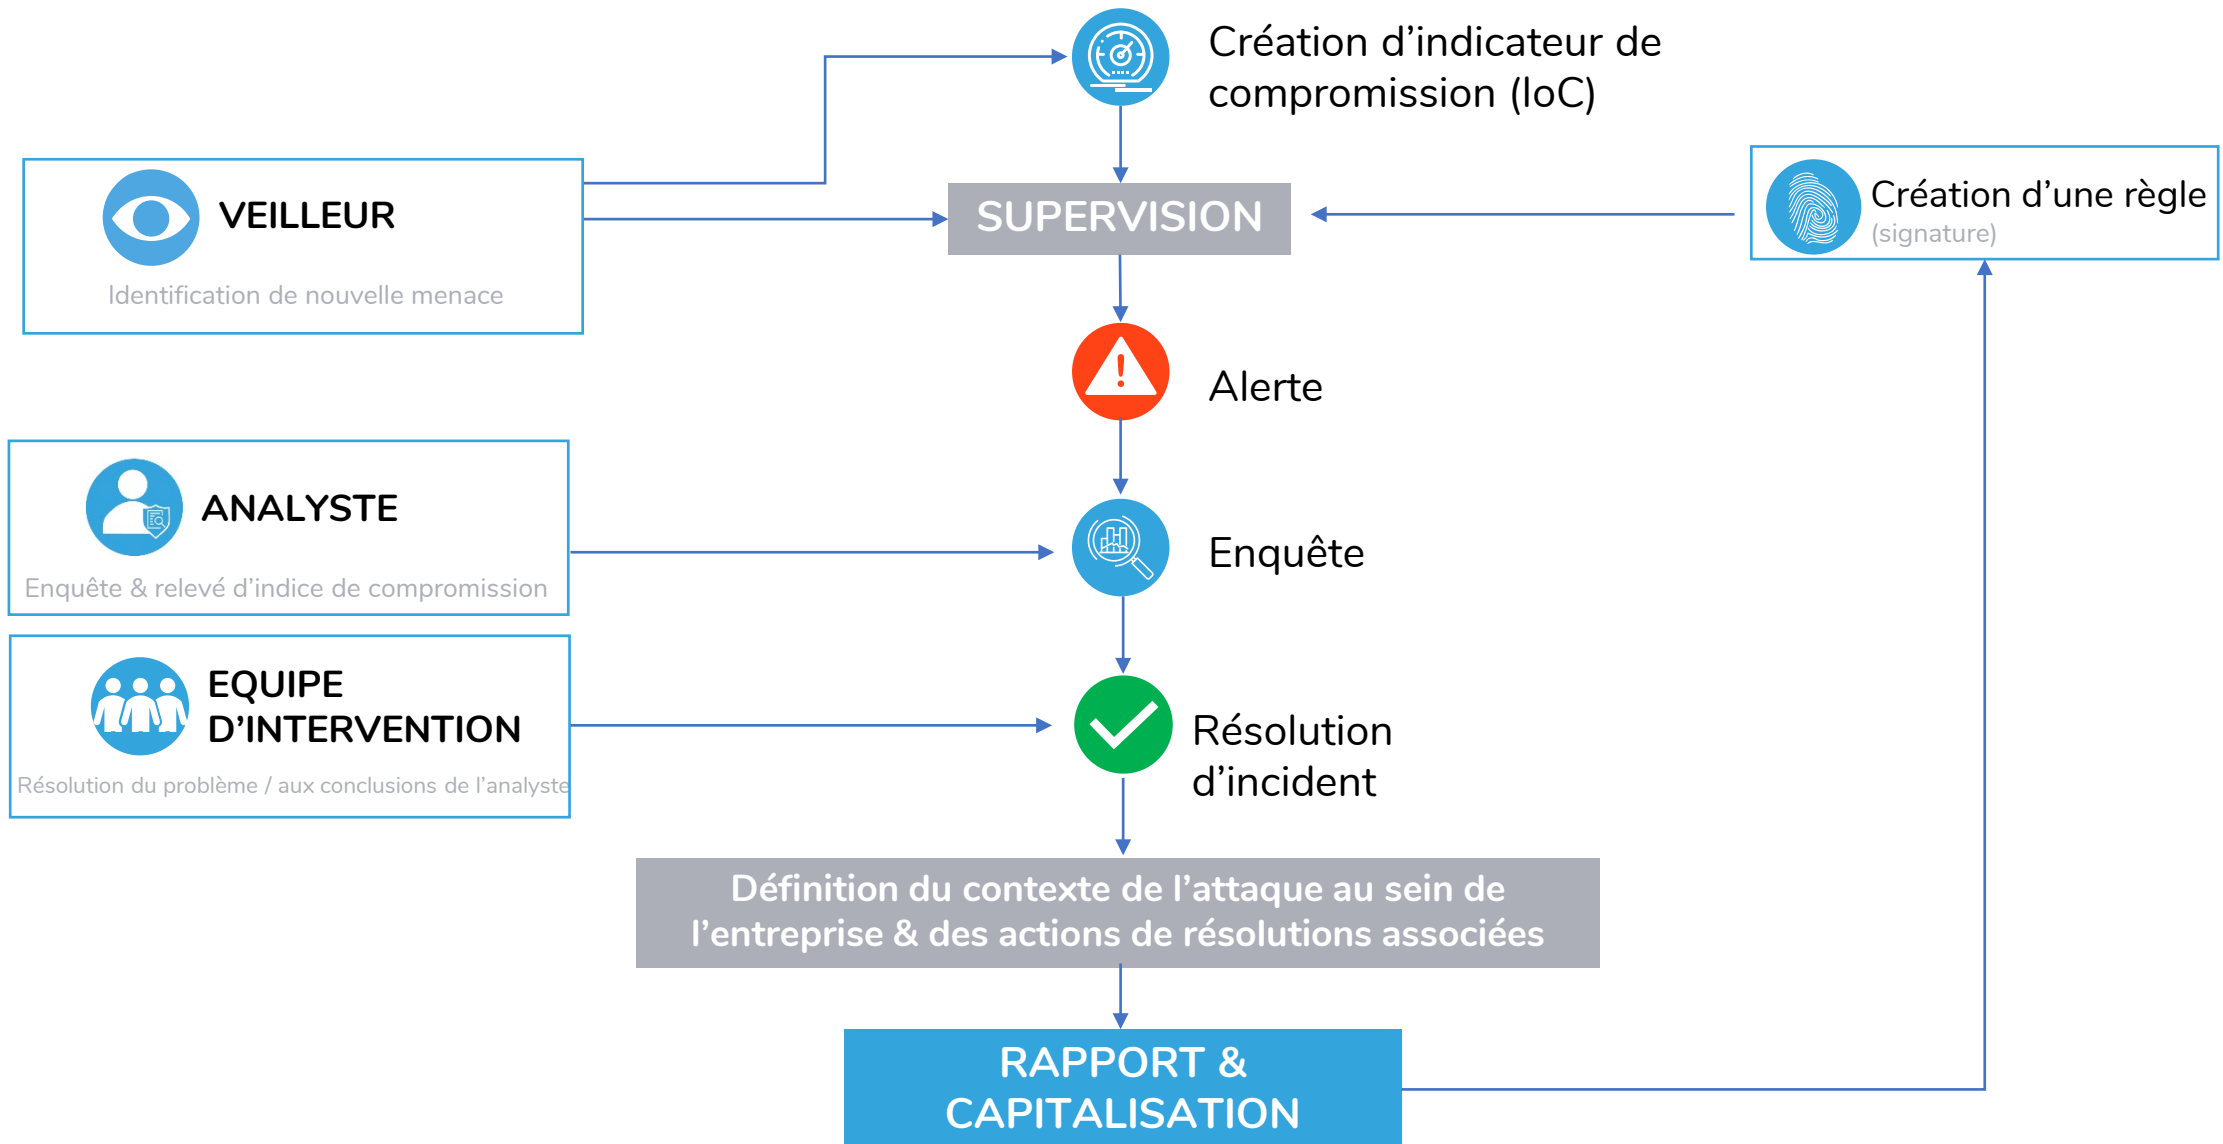 Création d’indicateur de
compromission (IoC)
VEILLEUR
Identification de nouvelle menace
SUPERVISION
Création d’une règle
(signature)
Alerte
ANALYSTE
Enquête & relevé d’indice de compromission
Enquête
EQUIPE
D’INTERVENTION
Résolution du problème / aux conclusions de l’analyste
Résolution
d’incident
Définition du contexte de l’attaque au sein de
l’entreprise & des actions de résolutions associées
RAPPORT &
CAPITALISATION